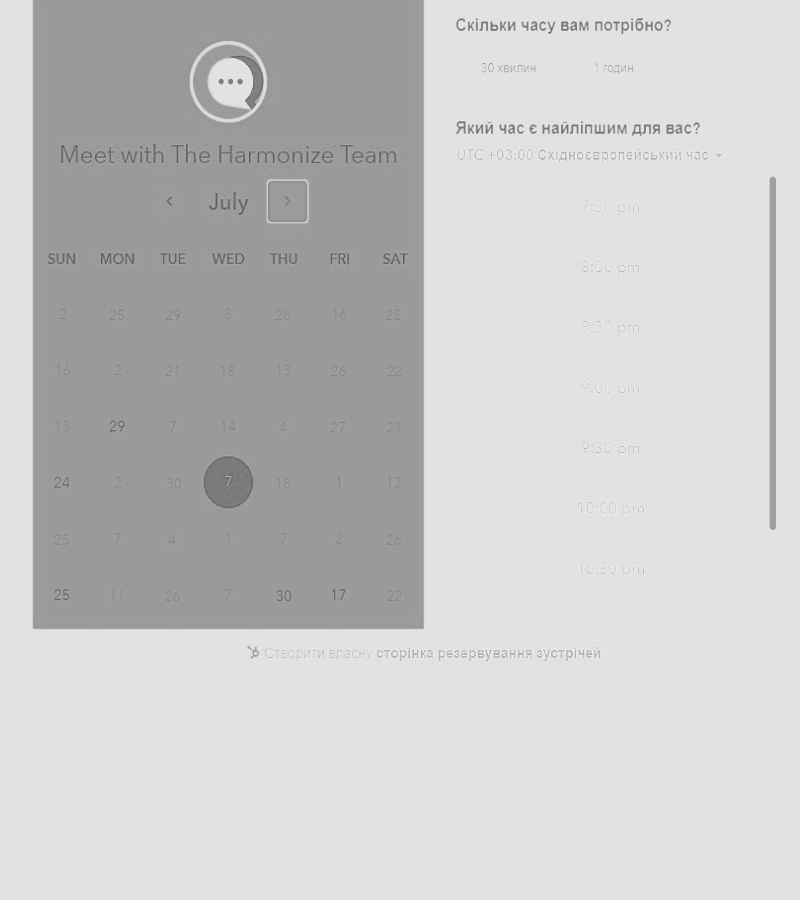 Meet with The Harmonize Team
July
SUN MON TUE WED THU FRI SAT
2 25 29 8 28 16 25
16 2 21 18 13 26 22
13 29 7 14 4 27 21
24 2 30 7 18 1 13
25 7 4 1 7 2 26
25 11 26 7 30 17 22
Скільки часу вам потрібно?
30 хвилин 1 годин
Який час є найліпшим для вас?
UTC +03:00 Східноєвропейський час
7:30 pm
8:00 pm
8:30 pm
9:00 pm
9:30 pm
10:00 pm
10:30 pm
Створити власну сторінка резервування зустрічей